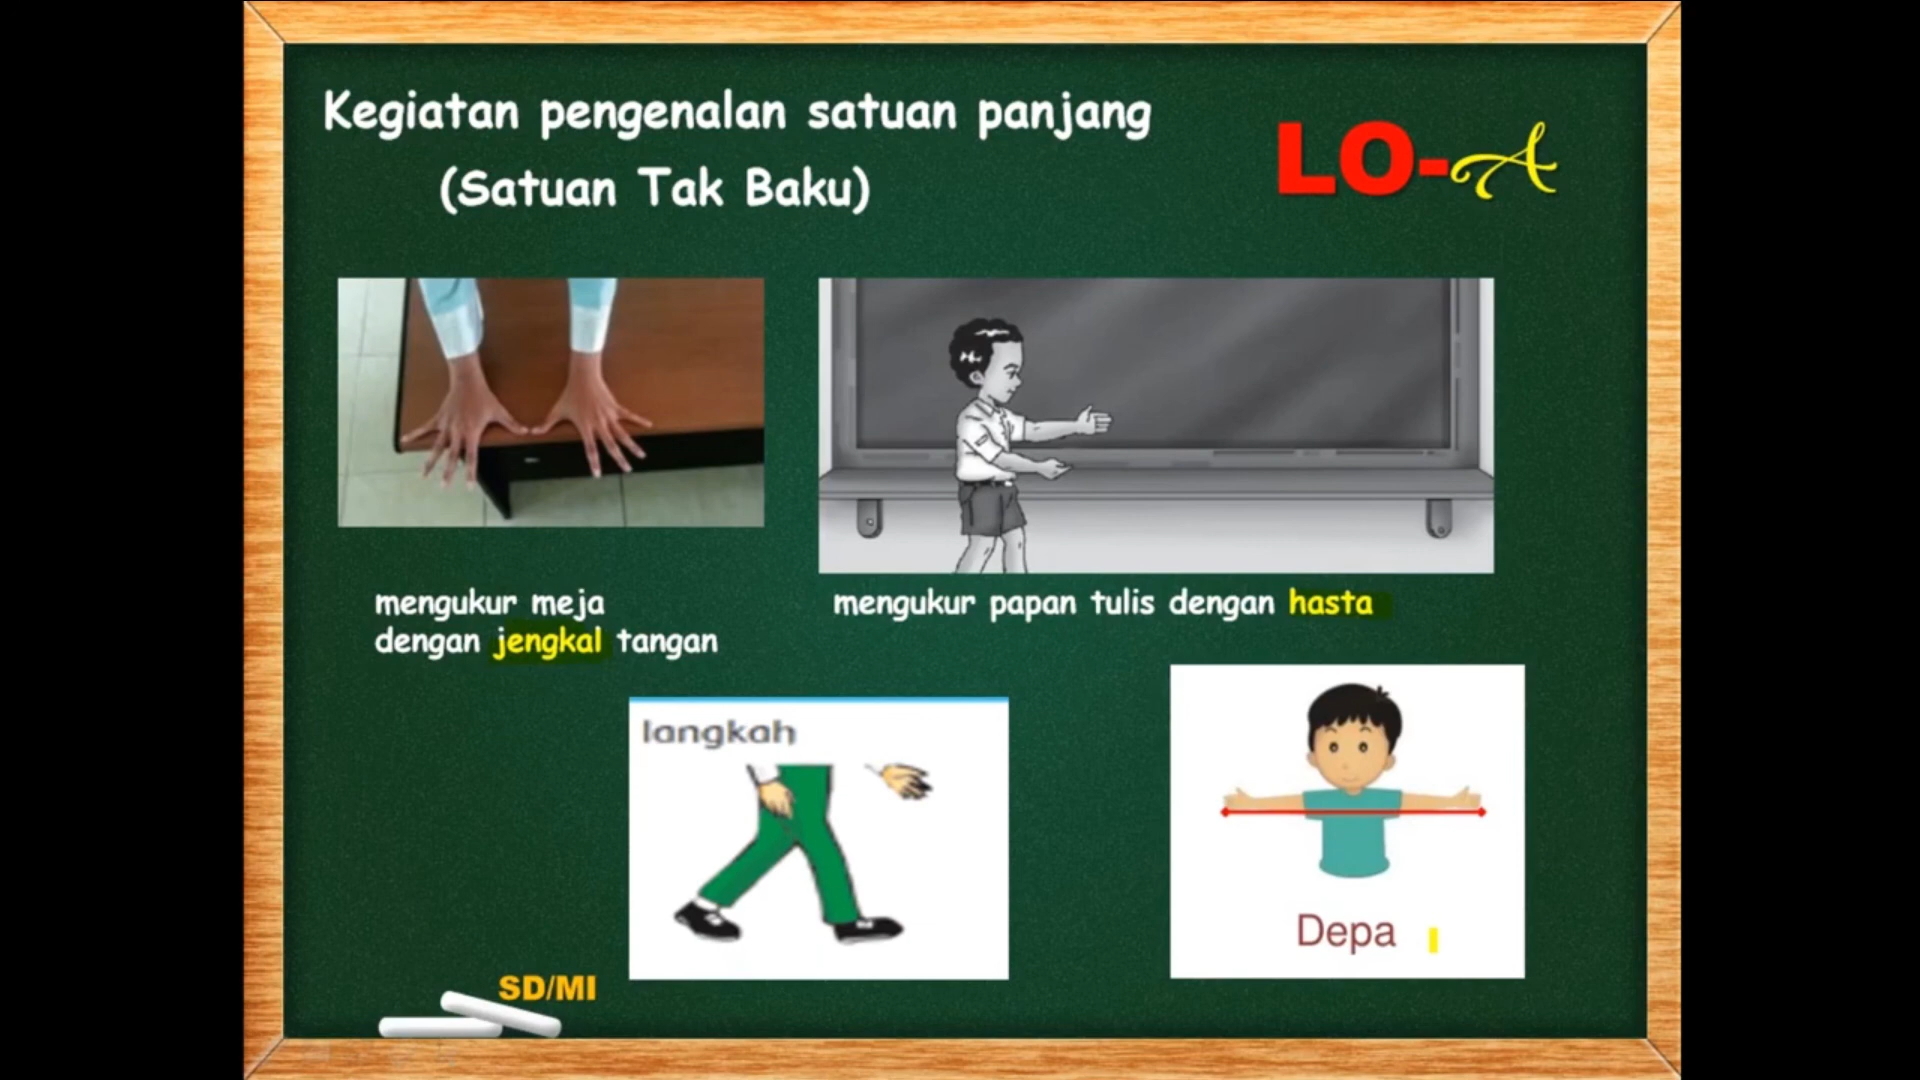 Kegiatan pengenalan satuan panjang
(Satuan Tak Baku)
LO-A
mengukur meja
dengan jengkal tangan
mengukur papan tulis dengan hasta
langkah
Depa
SD/MI